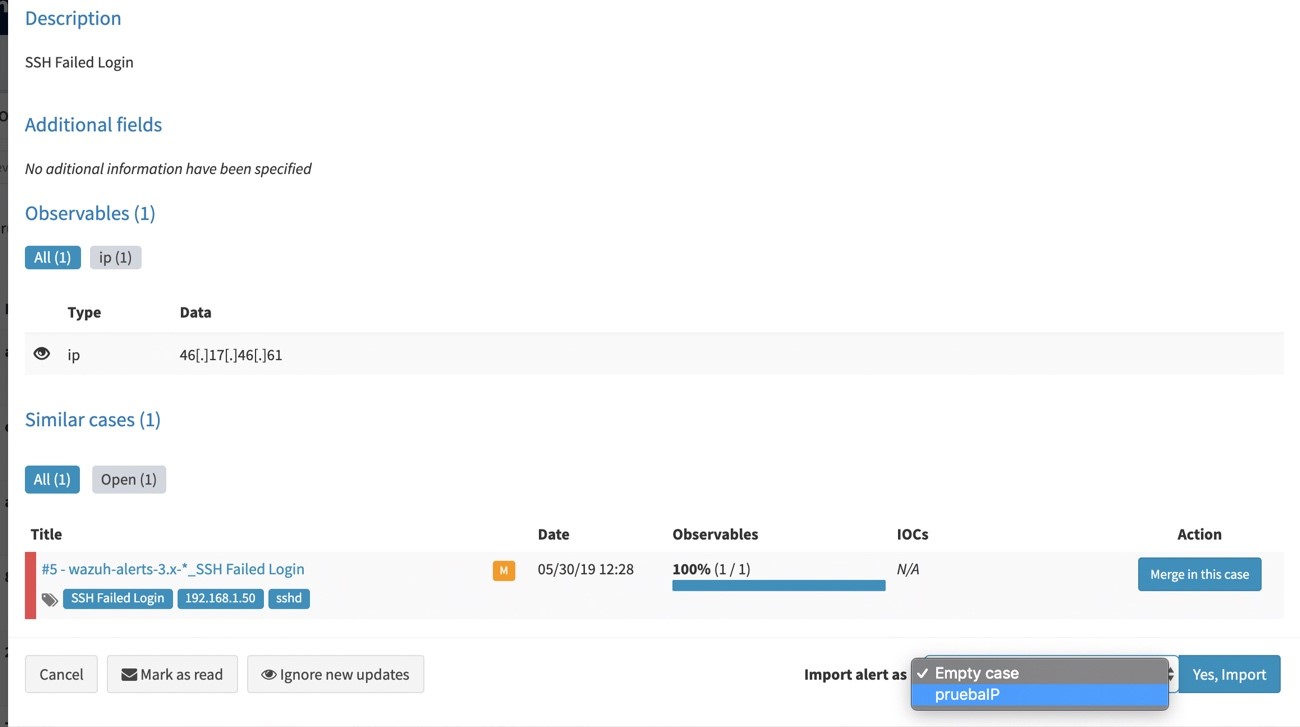 Description
SSH Failed Login
Additional fields
No aditional information have been specified
Observables (1)
All (1) ip (1)
Type Data
ip 46[.]17[.]46[.]61
Similar cases (1)
All (1) Open (1)
Title Date Observables IOCs Action
#5 - wazuh-alerts-3.x-*_SSH Failed Login M 05/30/19 12:28 100% (1 / 1) N/A Merge in this case
SSH Failed Login 192.168.1.50 sshd
Cancel Mark as read Ignore new updates Import alert as ✓ Empty case Yes, Import
pruebaIP